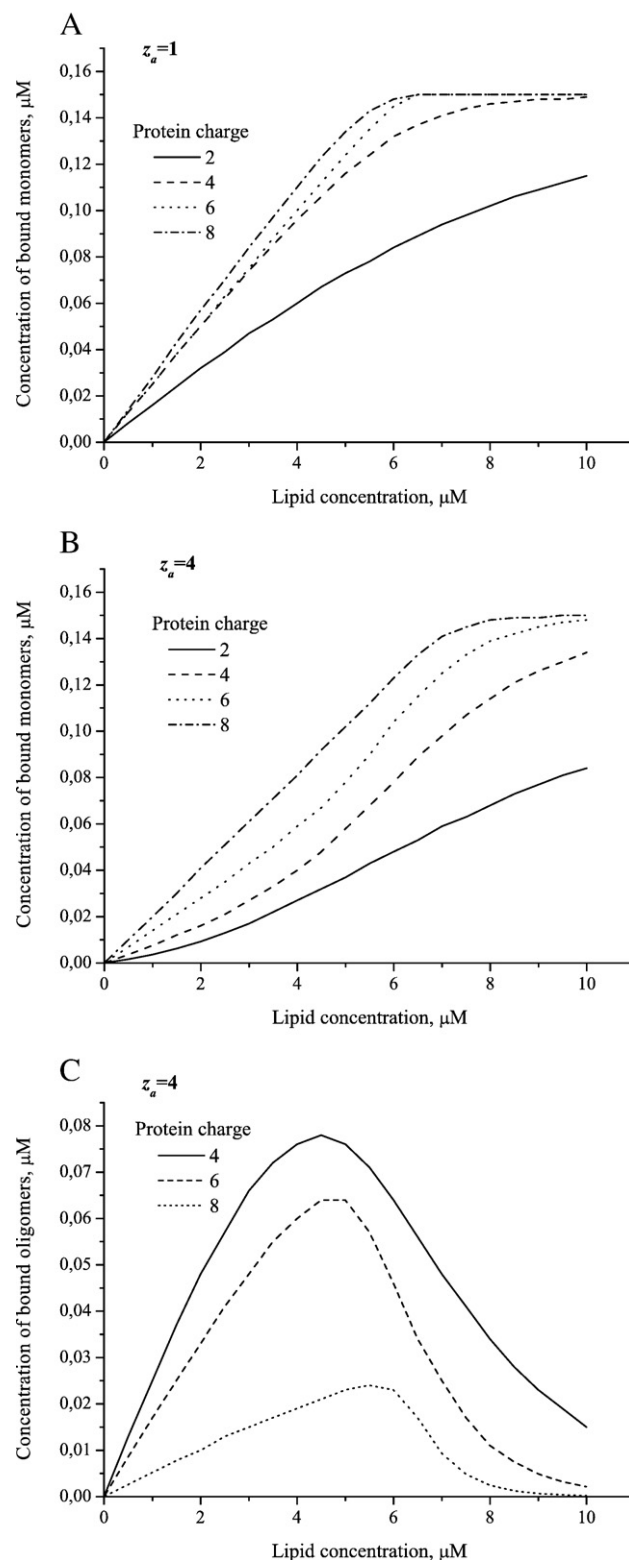 A
z_a=1
Concentration of bound monomers, μM
0,16
0,14
0,12
0,10
0,08
0,06
0,04
0,02
0,00
Protein charge
2
4
6
8
0 2 4 6 8 10
Lipid concentration, μM
B
z_a=4
Concentration of bound monomers, μM
0,16
0,14
0,12
0,10
0,08
0,06
0,04
0,02
0,00
Protein charge
2
4
6
8
0 2 4 6 8 10
Lipid concentration, μM
C
z_a=4
Concentration of bound oligomers, μM
0,08
0,07
0,06
0,05
0,04
0,03
0,02
0,01
0,00
Protein charge
4
6
8
0 2 4 6 8 10
Lipid concentration, μM